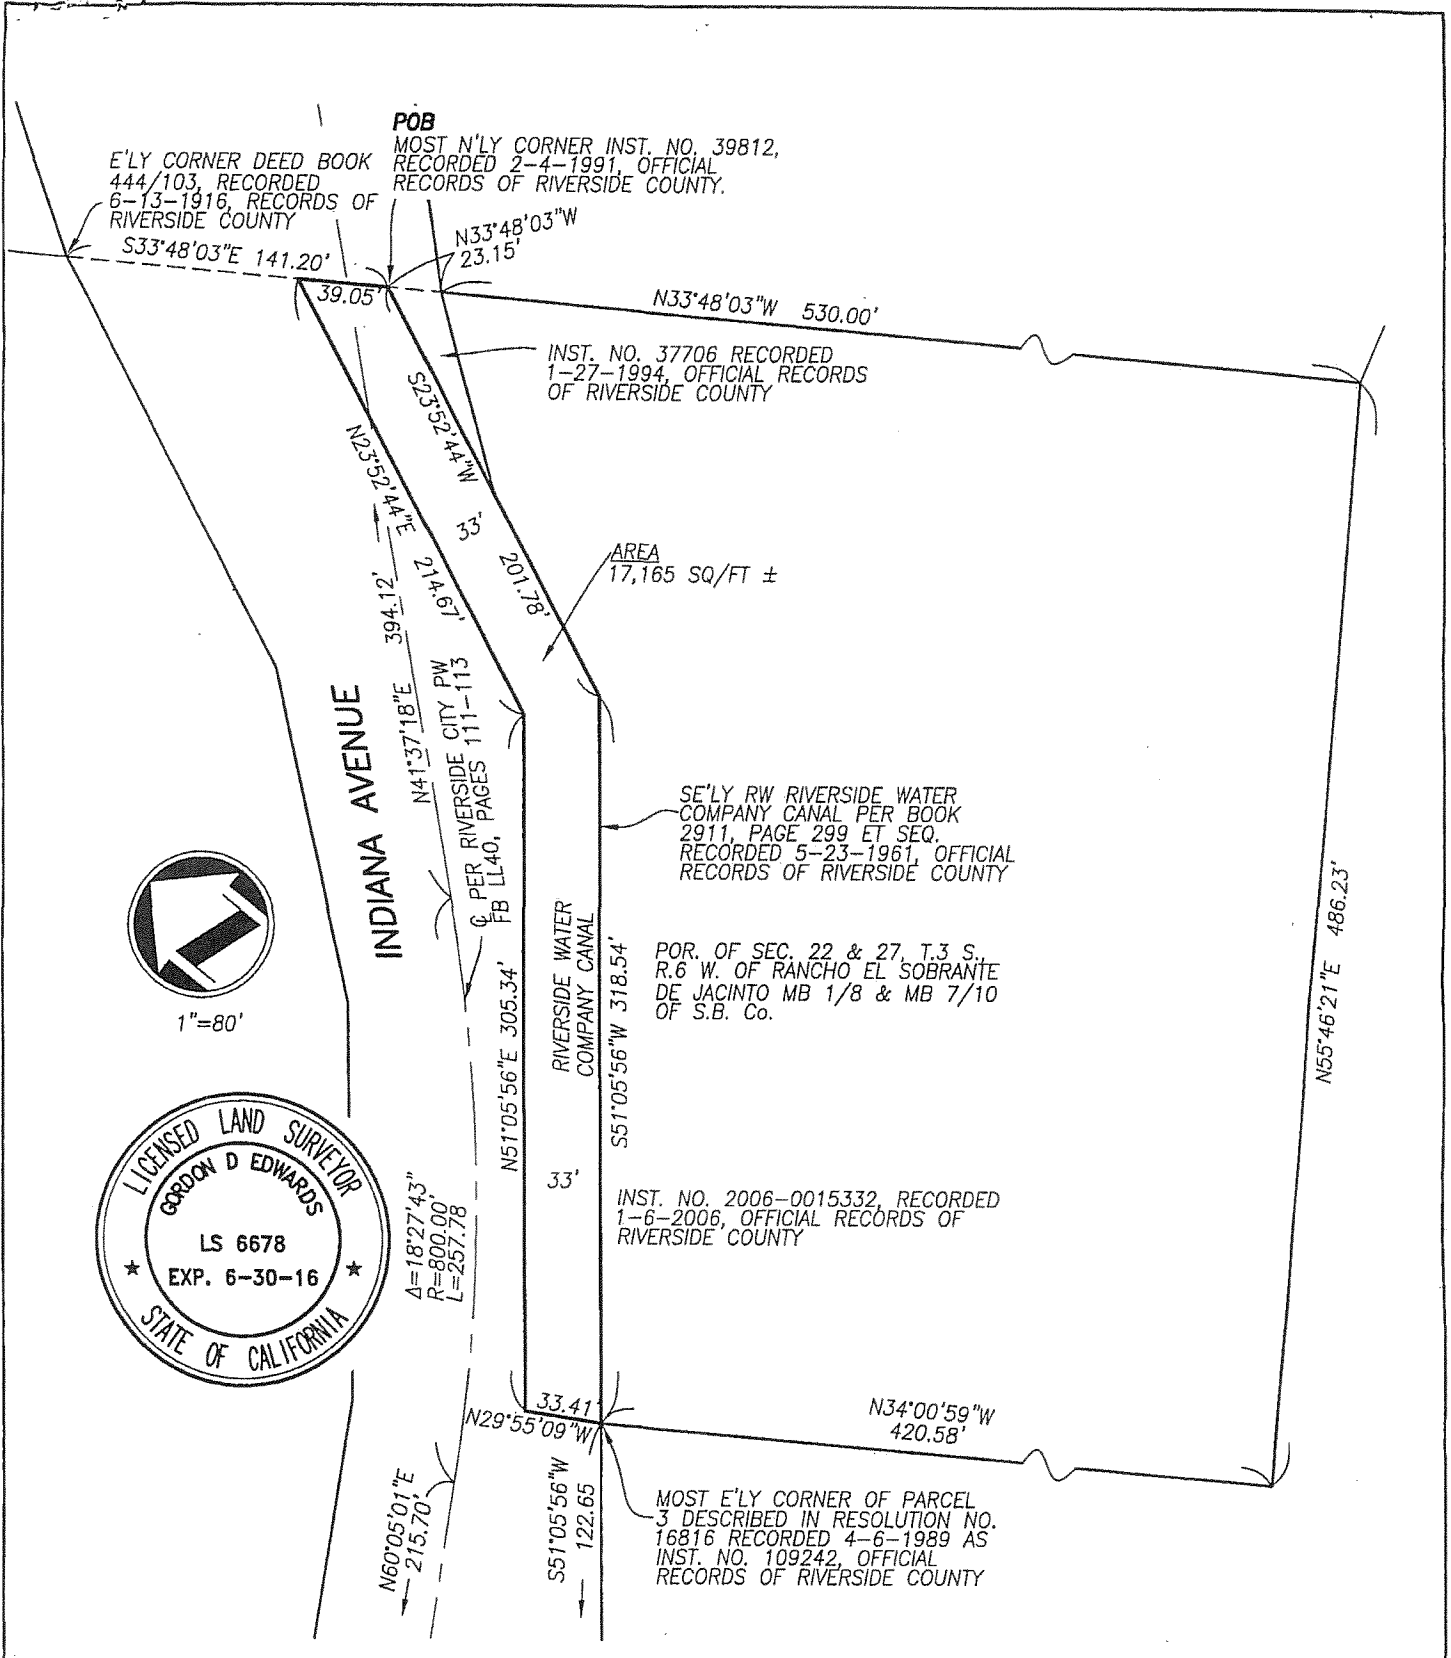 POB
MOST N'LY CORNER INST. NO. 39812,
RECORDED 2-4-1991, OFFICIAL
RECORDS OF RIVERSIDE COUNTY.
E'LY CORNER DEED BOOK
444/103, RECORDED
6-13-1916, RECORDS OF
RIVERSIDE COUNTY
S33°48'03"E 141.20'
39.05'
N33°48'03"W
23.15'
N33°48'03"W 530.00'
INST. NO. 37706 RECORDED
1-27-1994, OFFICIAL RECORDS
OF RIVERSIDE COUNTY
S23°52'44"W 201.78'
N23°52'44"E 214.67'
33'
AREA
17,165 SQ/FT ±
N41°37'18"E 394.12'
℄ PER RIVERSIDE CITY PW
FB LL40, PAGES 111-113
INDIANA AVENUE
SE'LY RW RIVERSIDE WATER
COMPANY CANAL PER BOOK
2911, PAGE 299 ET SEQ.
RECORDED 5-23-1961, OFFICIAL
RECORDS OF RIVERSIDE COUNTY
RIVERSIDE WATER
COMPANY CANAL
N51°05'56"E 305.34'
S51°05'56"W 318.54'
POR. OF SEC. 22 & 27, T.3 S.,
R.6 W. OF RANCHO EL SOBRANTE
DE JACINTO MB 1/8 & MB 7/10
OF S.B. Co.
N55°46'21"E 486.23'
1"=80'
LICENSED LAND SURVEYOR
GORDON D EDWARDS
LS 6678
EXP. 6-30-16
STATE OF CALIFORNIA
Δ=18°27'43"
R=800.00'
L=257.78
33'
INST. NO. 2006-0015332, RECORDED
1-6-2006, OFFICIAL RECORDS OF
RIVERSIDE COUNTY
33.41'
N29°55'09"W
N34°00'59"W
420.58'
N60°05'01"E
215.70'
S51°05'56"W
122.65
MOST E'LY CORNER OF PARCEL
3 DESCRIBED IN RESOLUTION NO.
16816 RECORDED 4-6-1989 AS
INST. NO. 109242, OFFICIAL
RECORDS OF RIVERSIDE COUNTY